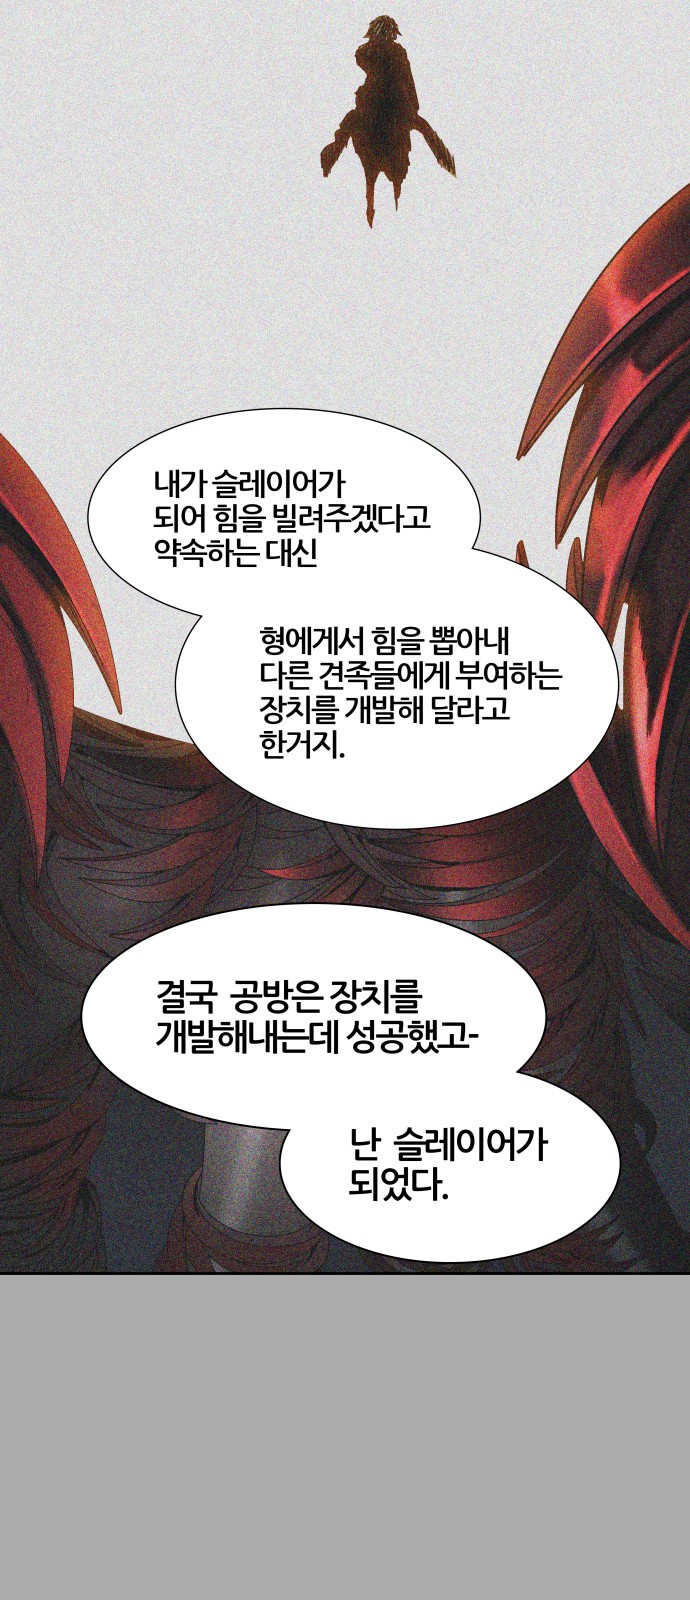 내가 슬레이어가
되어 힘을 빌려주겠다고
약속하는 대신
형에게서 힘을 뽑아내
다른 견족들에게 부여하는
장치를 개발해 달라고
한거지.
결국 공방은 장치를
개발해내는데 성공했고-
난 슬레이어가
되었다.